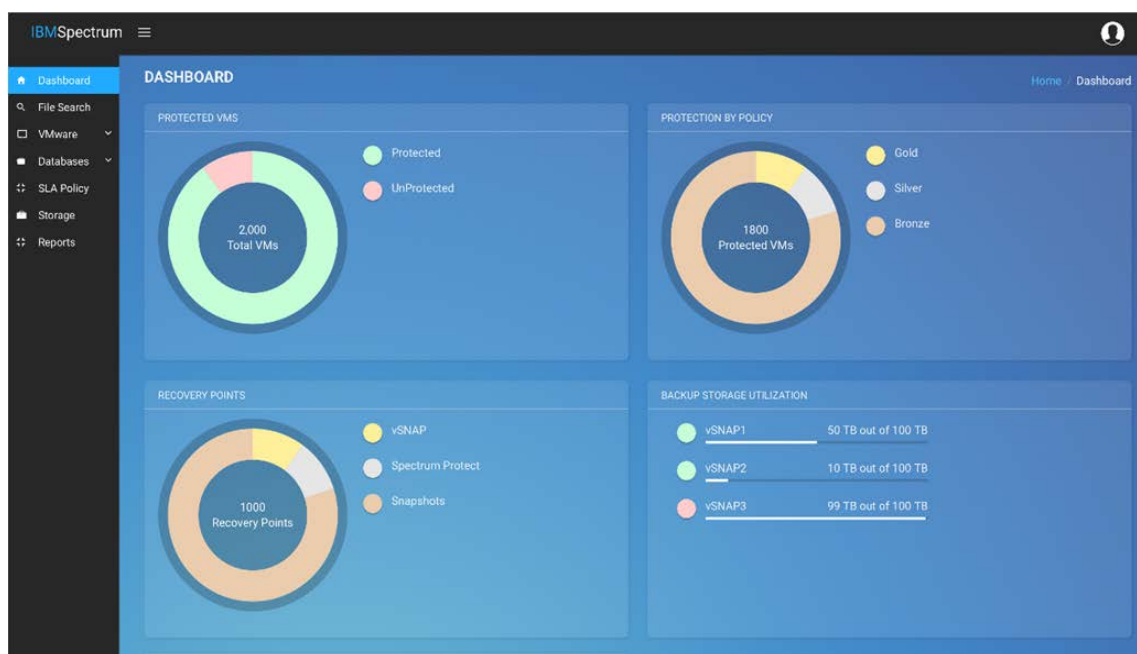 IBMSpectrum
Dashboard
File Search
VMware
Databases
SLA Policy
Storage
Reports
DASHBOARD
Home / Dashboard
PROTECTED VMS
2,000
Total VMs
Protected
UnProtected
PROTECTION BY POLICY
1800
Protected VMs
Gold
Silver
Bronze
RECOVERY POINTS
1000
Recovery Points
vSNAP
Spectrum Protect
Snapshots
BACKUP STORAGE UTILIZATION
vSNAP1 50 TB out of 100 TB
vSNAP2 10 TB out of 100 TB
vSNAP3 99 TB out of 100 TB